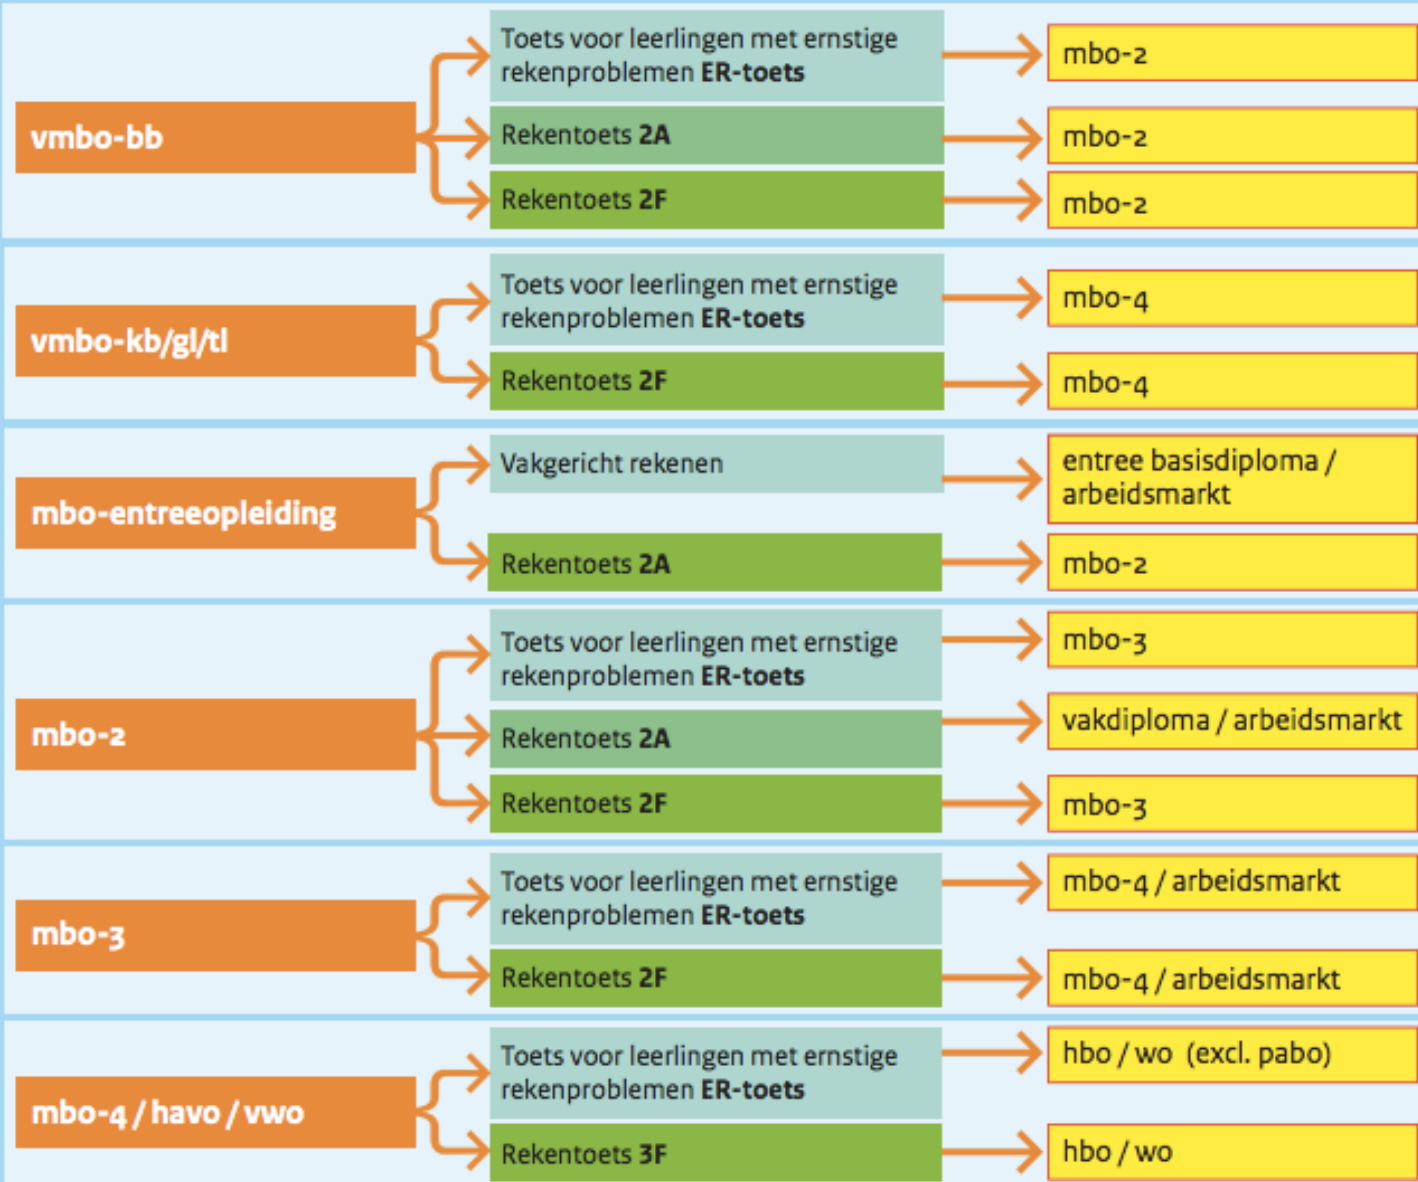 vmbo-bb
Toets voor leerlingen met ernstige
rekenproblemen ER-toets
mbo-2
Rekentoets 2A
mbo-2
Rekentoets 2F
mbo-2
vmbo-kb/gl/tl
Toets voor leerlingen met ernstige
rekenproblemen ER-toets
mbo-4
Rekentoets 2F
mbo-4
mbo-entreeopleiding
Vakgericht rekenen
entree basisdiploma /
arbeidsmarkt
Rekentoets 2A
mbo-2
mbo-2
Toets voor leerlingen met ernstige
rekenproblemen ER-toets
mbo-3
Rekentoets 2A
vakdiploma / arbeidsmarkt
Rekentoets 2F
mbo-3
mbo-3
Toets voor leerlingen met ernstige
rekenproblemen ER-toets
mbo-4 / arbeidsmarkt
Rekentoets 2F
mbo-4 / arbeidsmarkt
mbo-4 / havo / vwo
Toets voor leerlingen met ernstige
rekenproblemen ER-toets
hbo / wo (excl. pabo)
Rekentoets 3F
hbo / wo